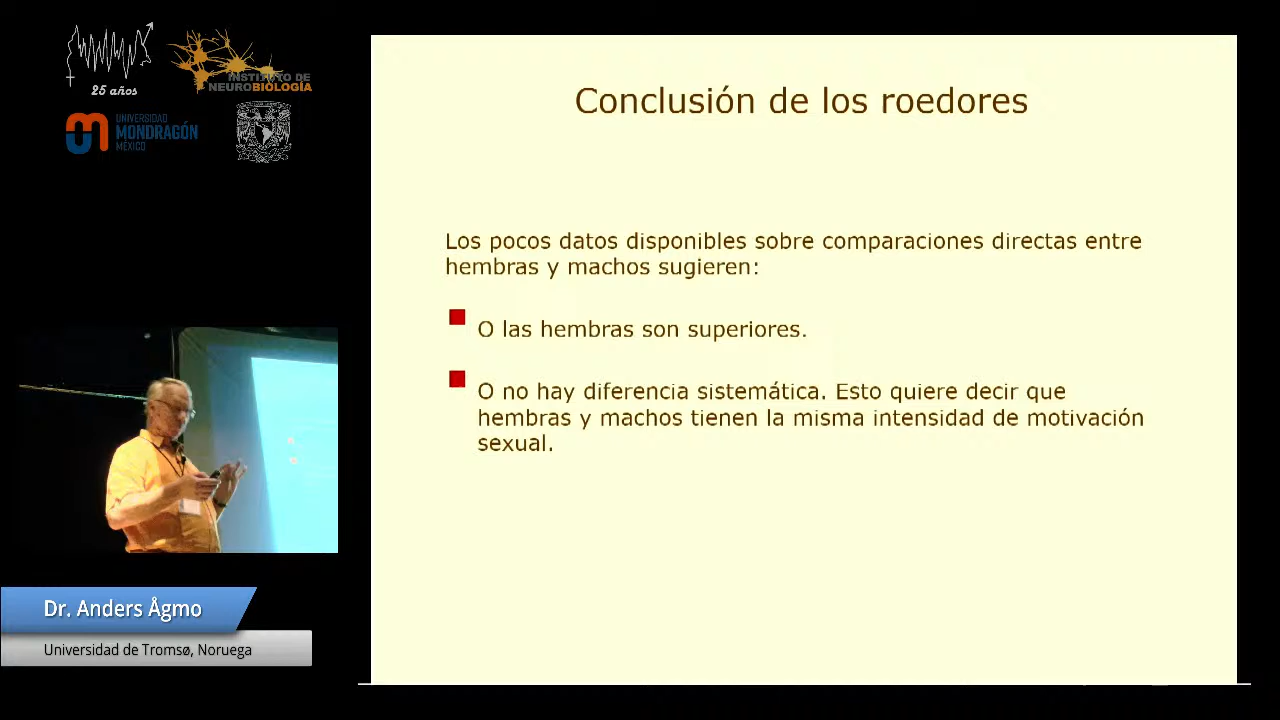 25 años
INSTITUTO DE
NEUROBIOLOGÍA
UNIVERSIDAD
MONDRAGÓN
MÉXICO
Conclusión de los roedores
Los pocos datos disponibles sobre comparaciones directas entre
hembras y machos sugieren:
O las hembras son superiores.
O no hay diferencia sistemática. Esto quiere decir que
hembras y machos tienen la misma intensidad de motivación
sexual.
Dr. Anders Ågmo
Universidad de Tromsø, Noruega